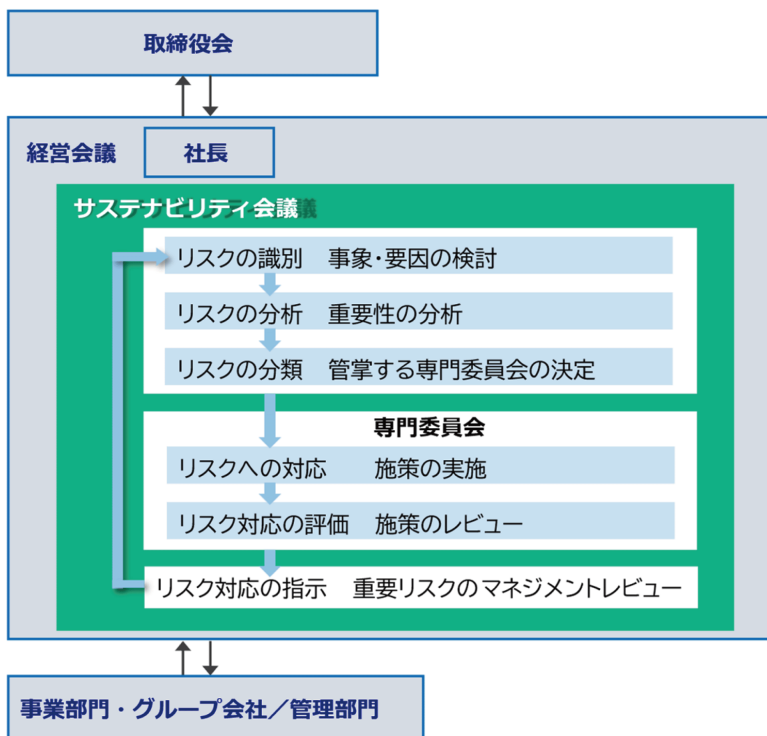 取締役会
経営会議
社長
サステナビリティ会議
リスクの識別 事象・要因の検討
リスクの分析 重要性の分析
リスクの分類 管掌する専門委員会の決定
専門委員会
リスクへの対応 施策の実施
リスク対応の評価 施策のレビュー
リスク対応の指示 重要リスクのマネジメントレビュー
事業部門・グループ会社／管理部門